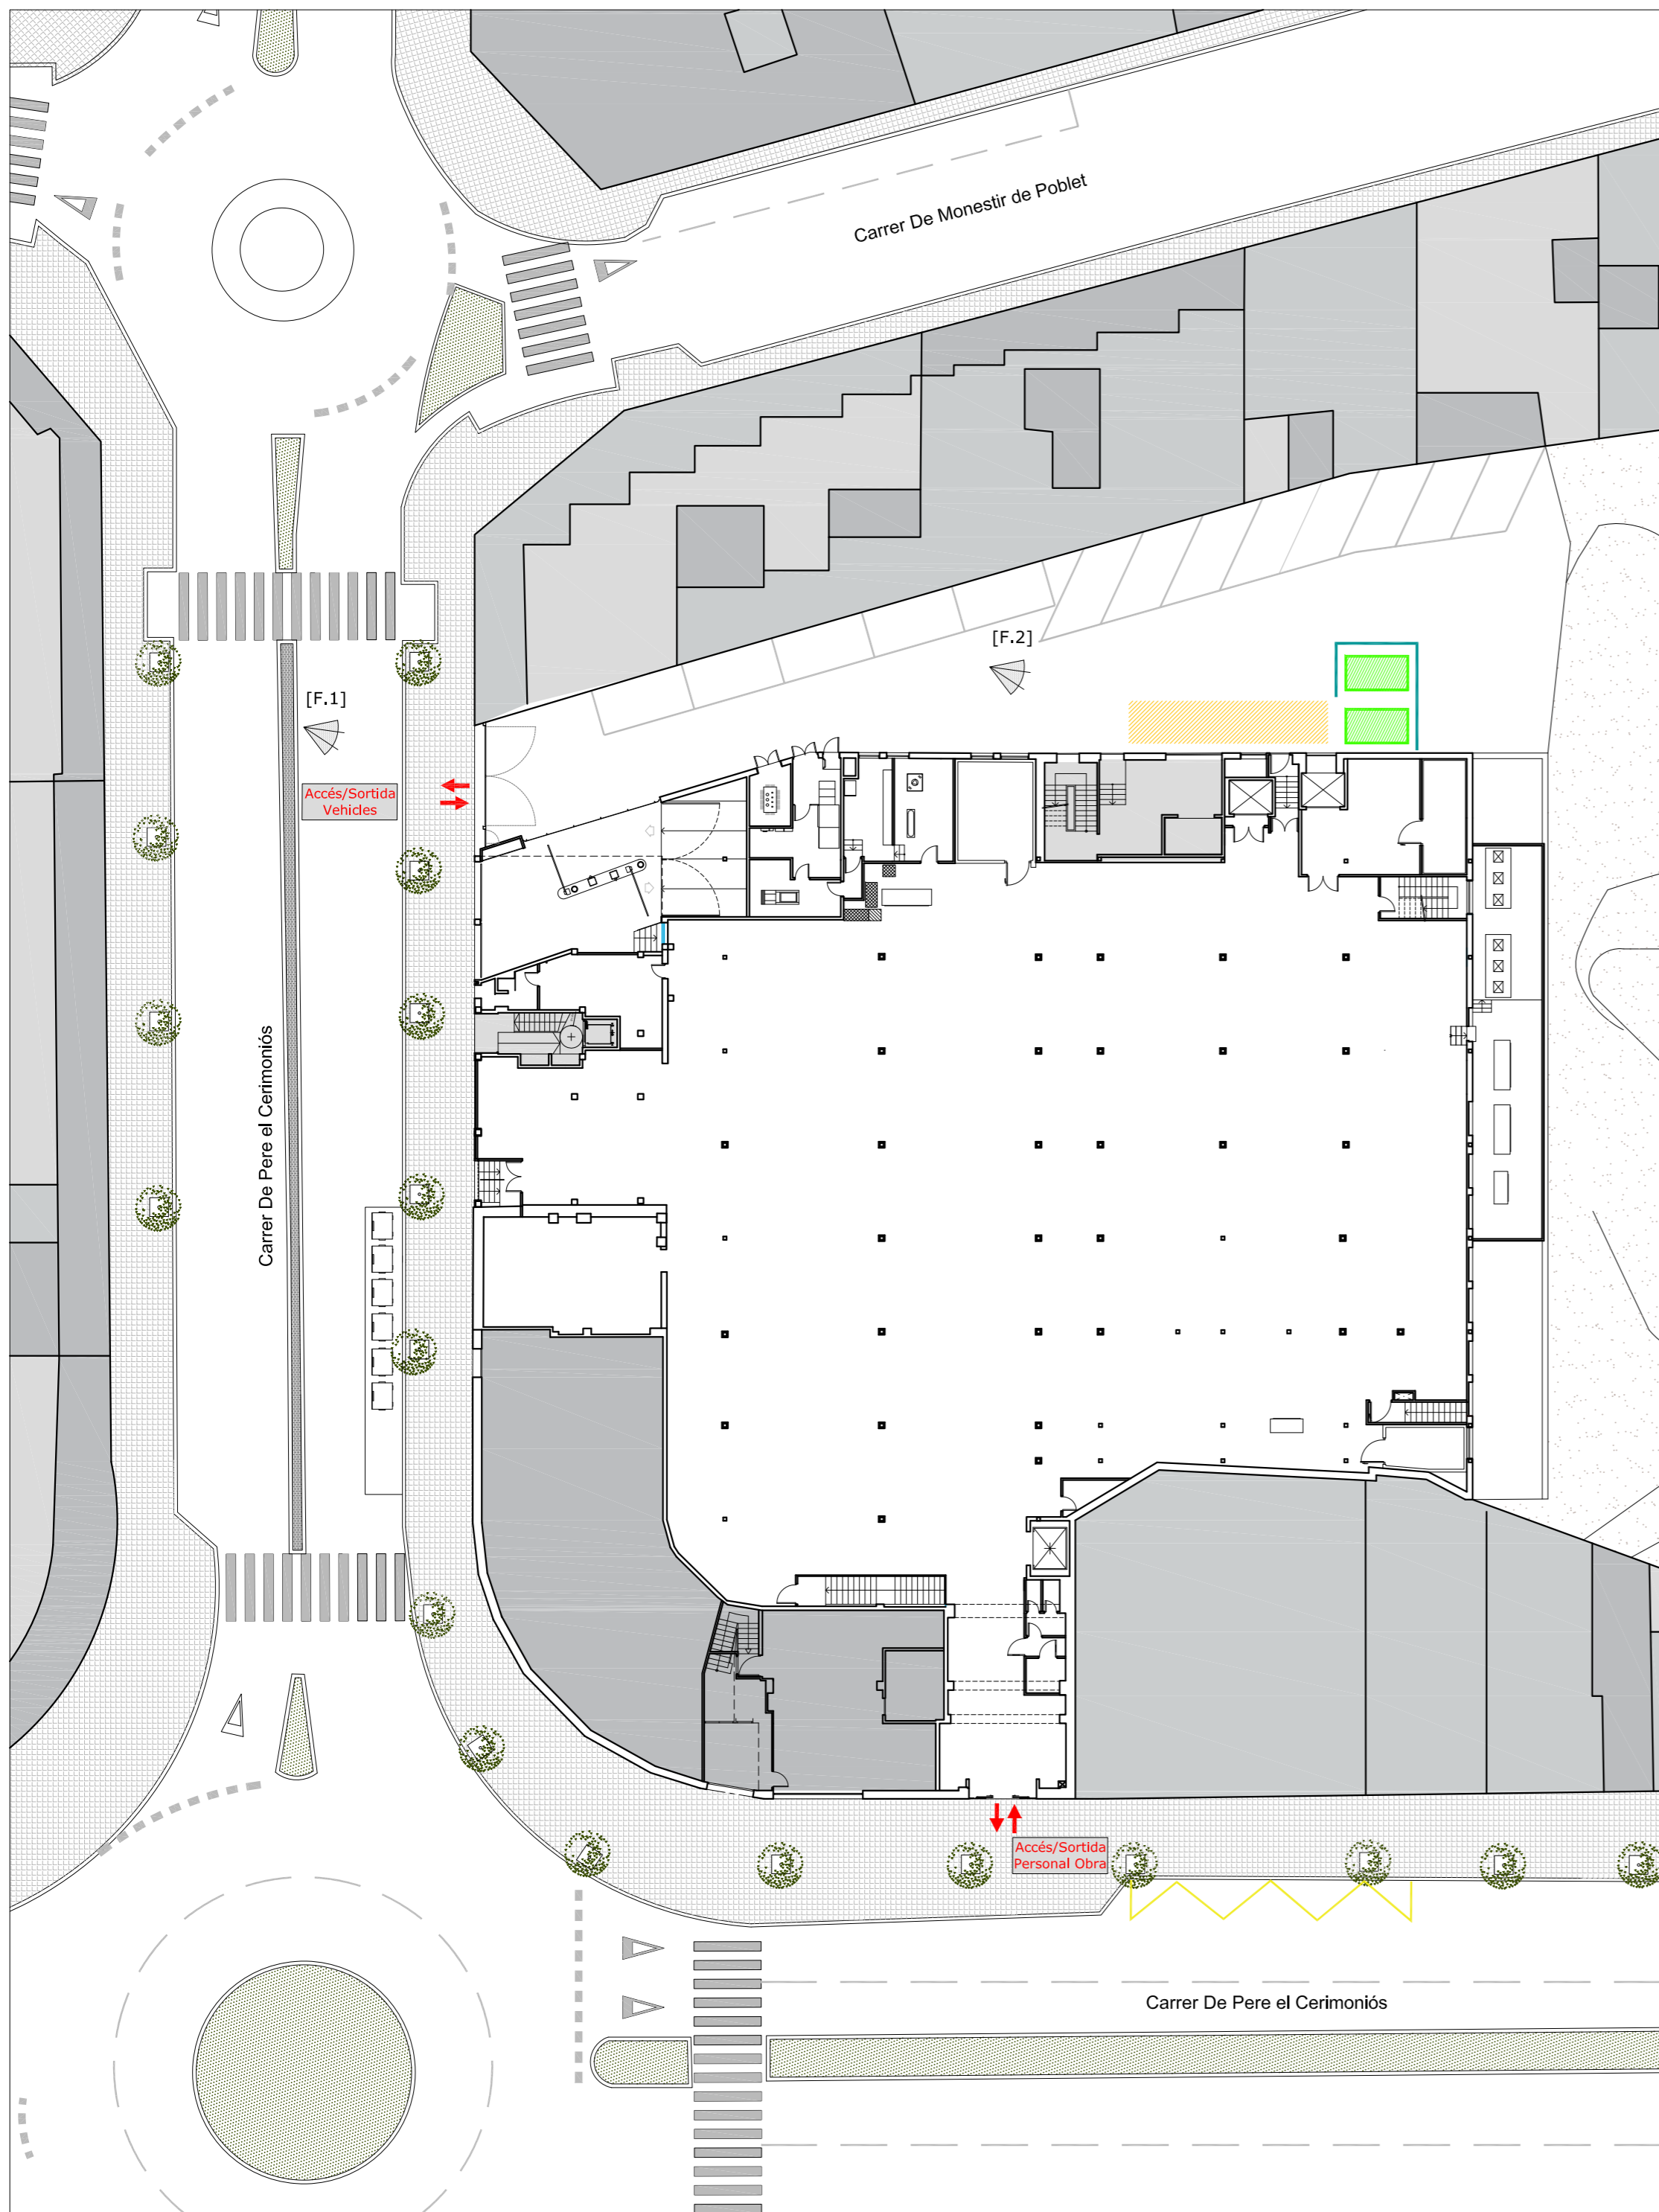 Carrer De Monestir de Poblet
[F.2]
[F.1]
Accés/Sortida
Vehicles
Carrer De Pere el Cerimoniós
Accés/Sortida
Personal Obra
Carrer De Pere el Cerimoniós